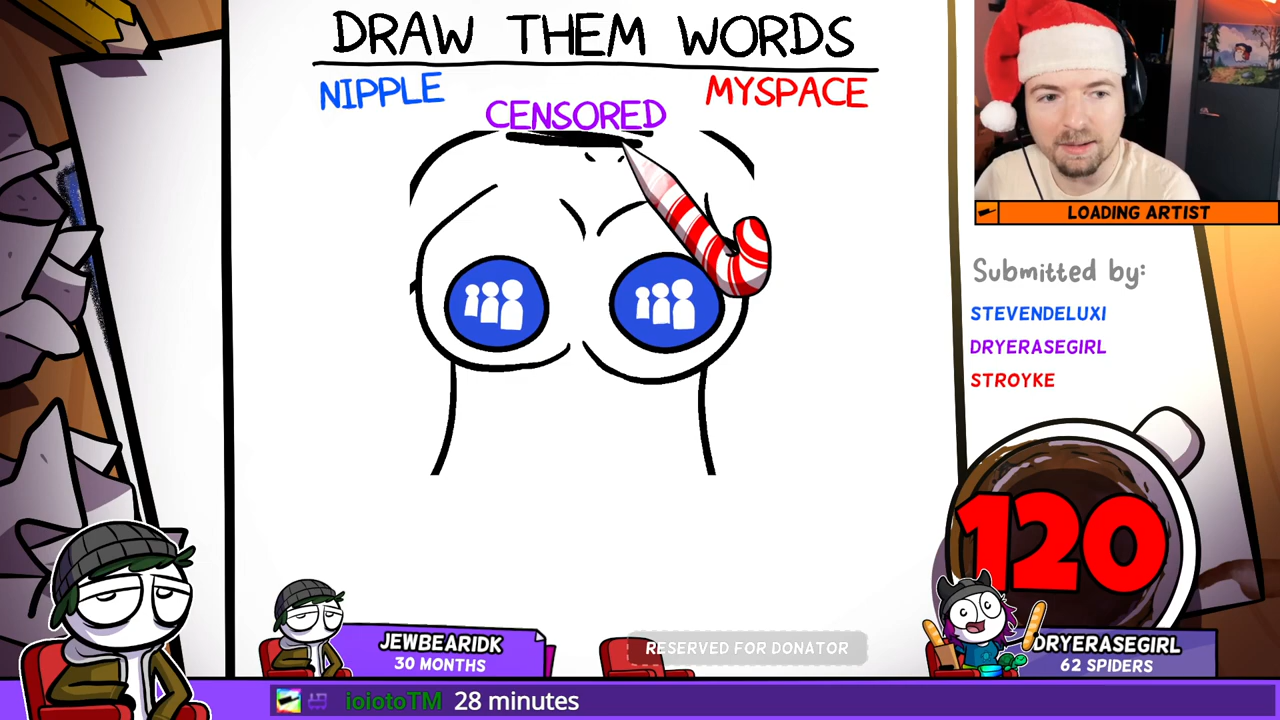 DRAW THEM WORDS
NIPPLE
CENSORED
MYSPACE
LOADING ARTIST
Submitted by:
STEVENDELUXI
DRYERASEGIRL
STROYKE
120
JEWBEARIDK
30 MONTHS
RESERVED FOR DONATOR
DRYERASEGIRL
62 SPIDERS
ioiotoTM 28 minutes